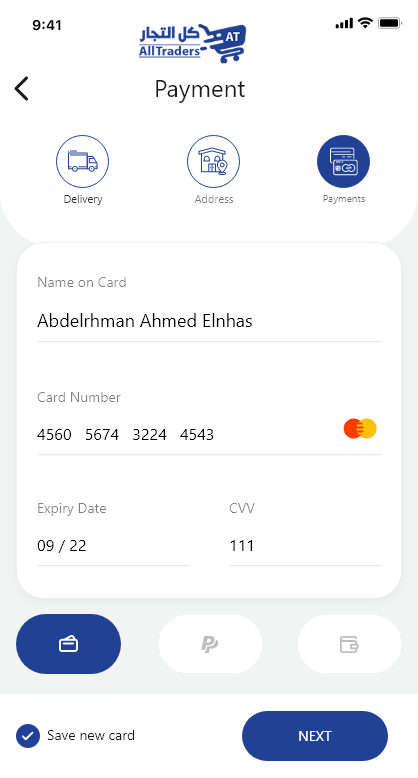 9:41
كل التجار
AT
AllTraders
Payment
Delivery
Address
Payments
Name on Card
Abdelrhman Ahmed Elnhas
Card Number
4560 5674 3224 4543
Expiry Date
CVV
09 / 22
111
Save new card
NEXT